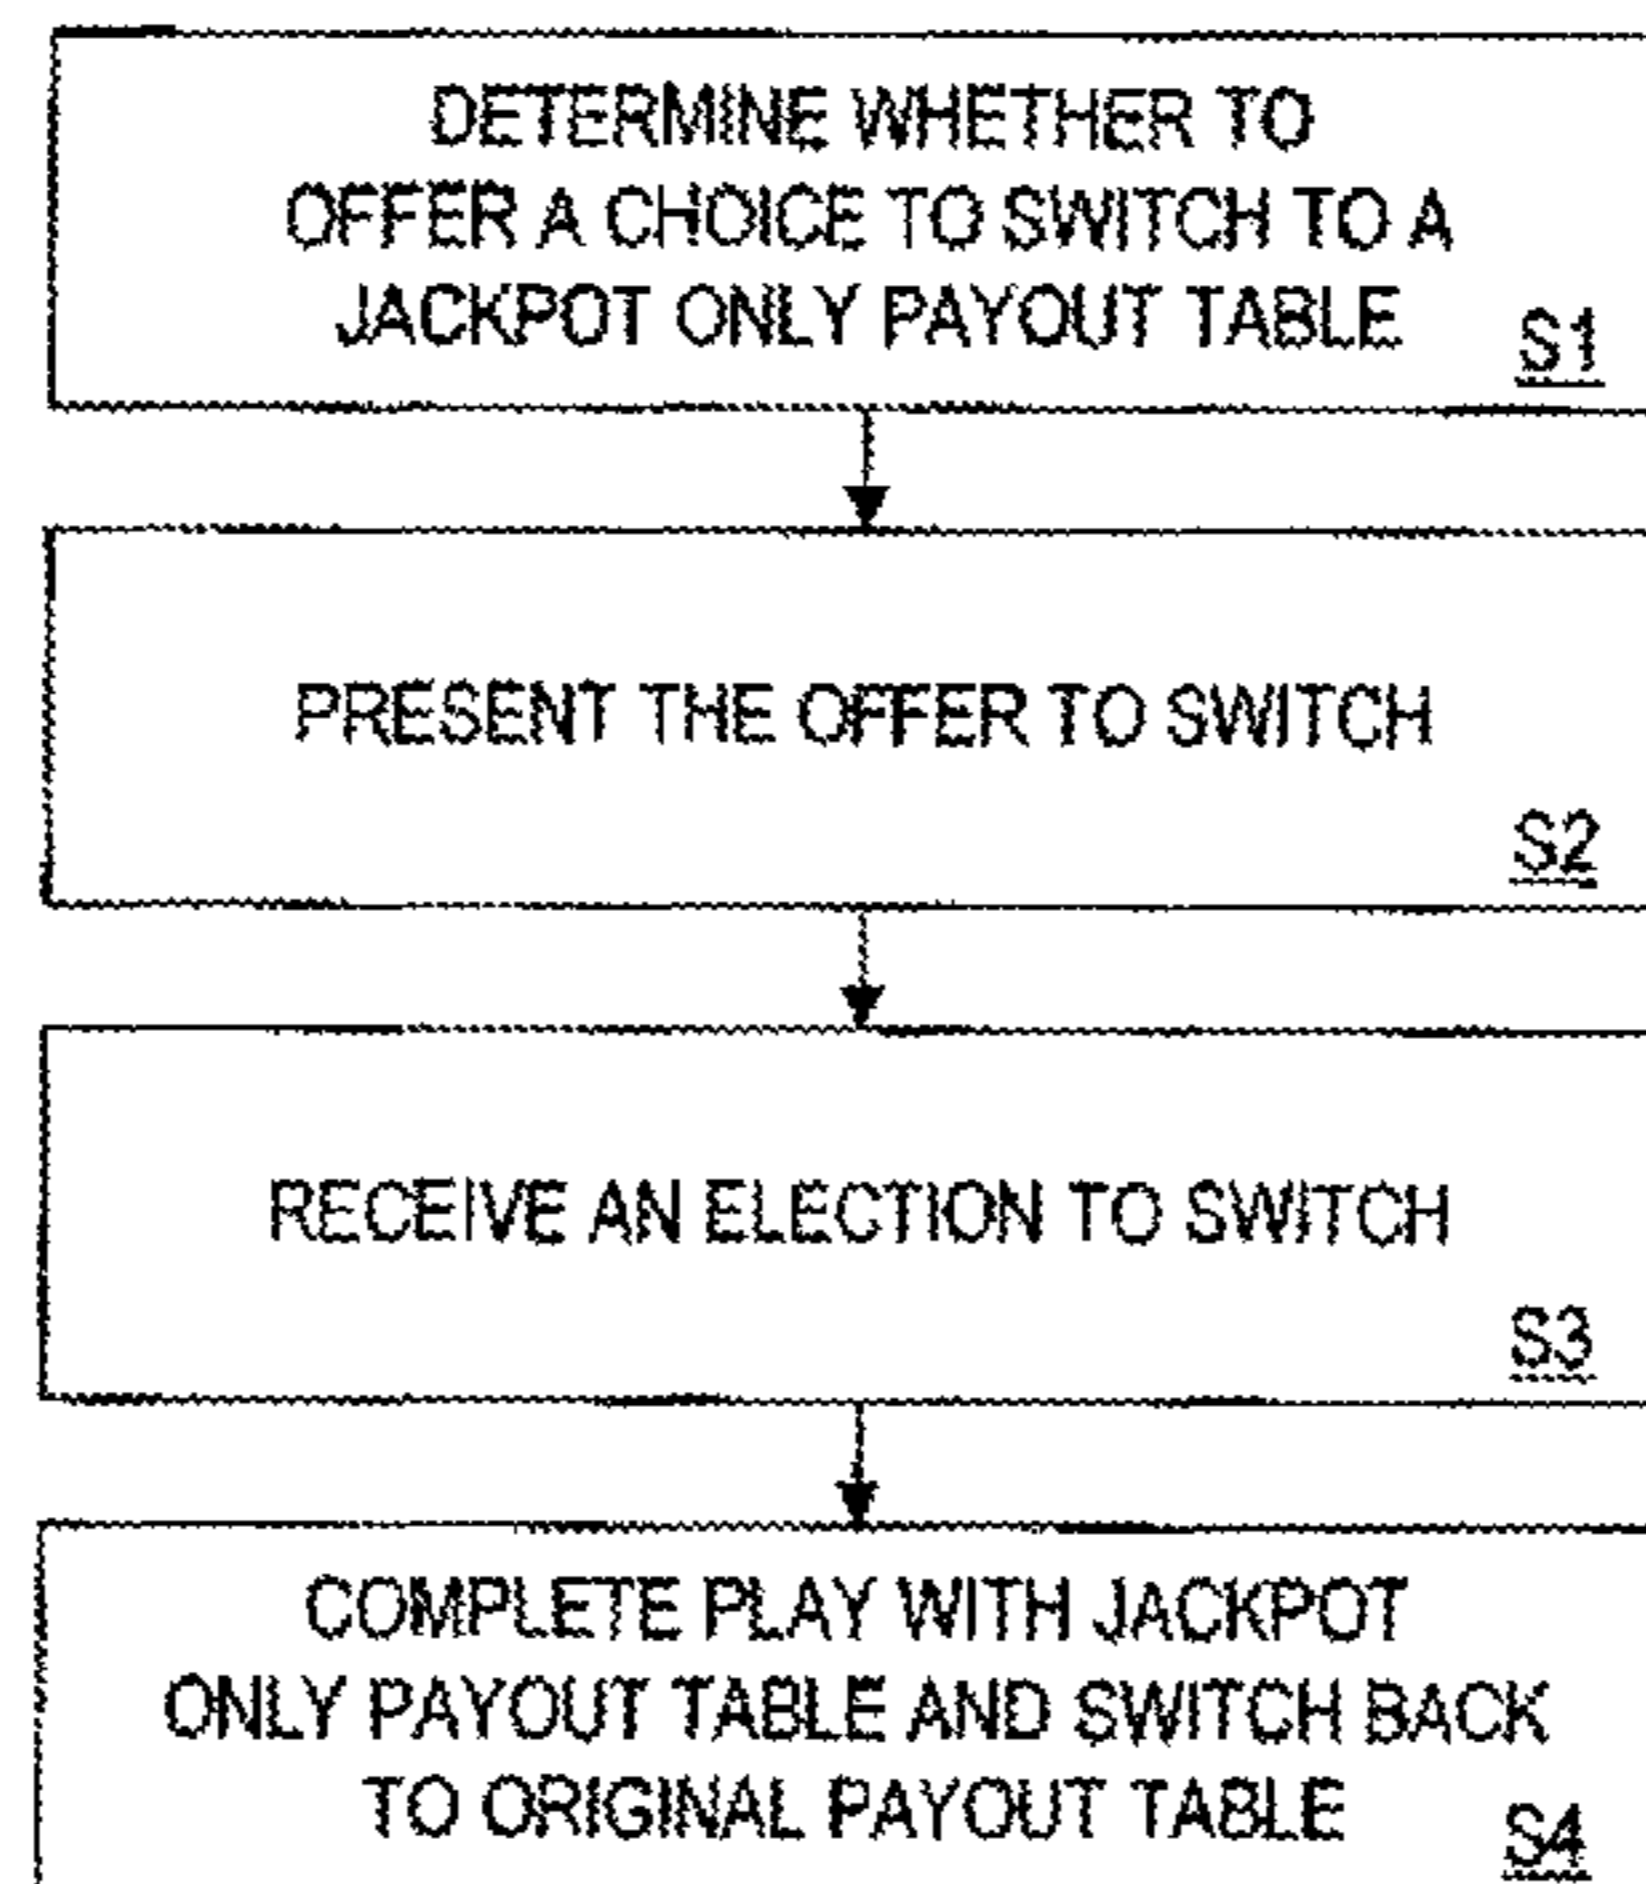 DETERMINE WHETHER TO
OFFER A CHOICE TO SWITCH TO A
JACKPOT ONLY PAYOUT TABLE
S1
PRESENT THE OFFER TO SWITCH
S2
RECEIVE AN ELECTION TO SWITCH
S3
COMPLETE PLAY WITH JACKPOT
ONLY PAYOUT TABLE AND SWITCH BACK
TO ORIGINAL PAYOUT TABLE
S4